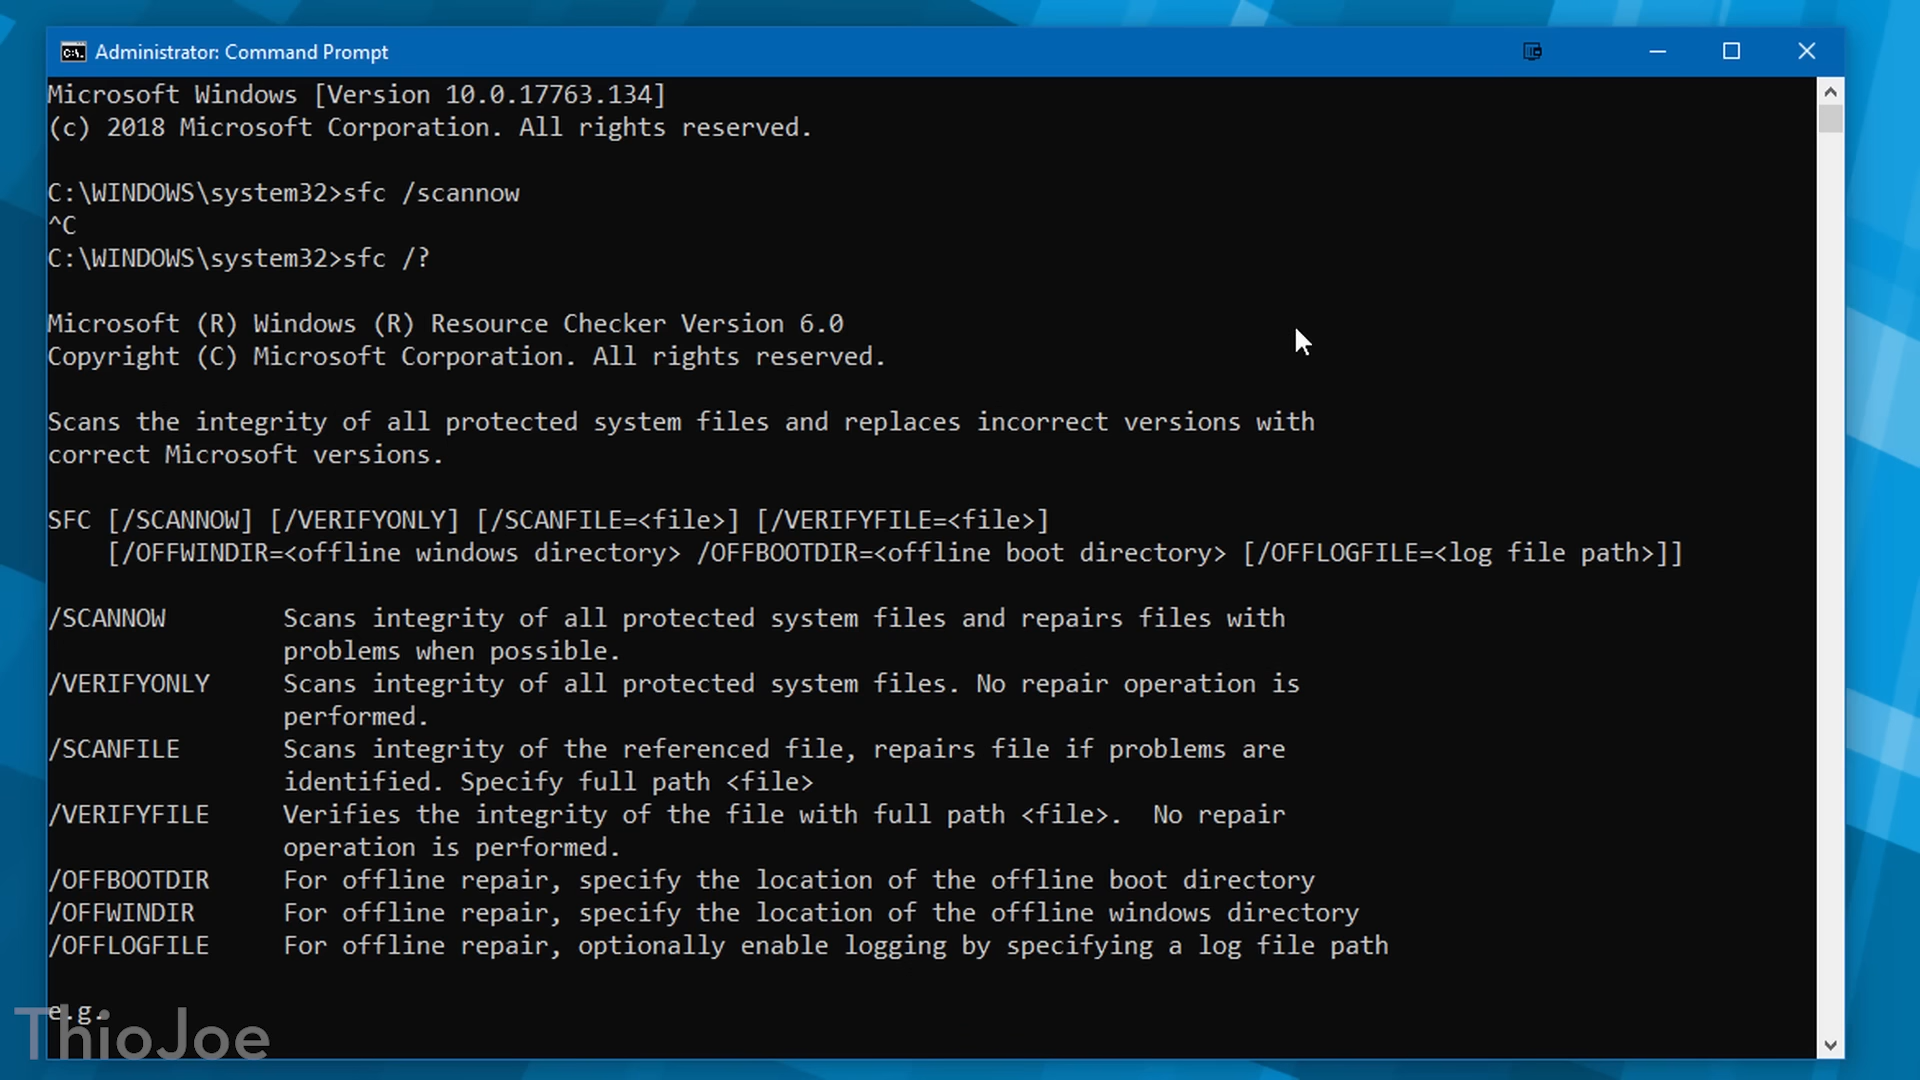 Administrator: Command Prompt
Microsoft Windows [Version 10.0.17763.134]
(c) 2018 Microsoft Corporation. All rights reserved.
C:\WINDOWS\system32>sfc /scannow
^C
C:\WINDOWS\system32>sfc /?
Microsoft (R) Windows (R) Resource Checker Version 6.0
Copyright (C) Microsoft Corporation. All rights reserved.
Scans the integrity of all protected system files and replaces incorrect versions with
correct Microsoft versions.
SFC [/SCANNOW] [/VERIFYONLY] [/SCANFILE=<file>] [/VERIFYFILE=<file>]
[/OFFWINDIR=<offline windows directory> /OFFBOOTDIR=<offline boot directory> [/OFFLOGFILE=<log file path>]]
/SCANNOW Scans integrity of all protected system files and repairs files with
problems when possible.
/VERIFYONLY Scans integrity of all protected system files. No repair operation is
performed.
/SCANFILE Scans integrity of the referenced file, repairs file if problems are
identified. Specify full path <file>
/VERIFYFILE Verifies the integrity of the file with full path <file>.  No repair
operation is performed.
/OFFBOOTDIR For offline repair, specify the location of the offline boot directory
/OFFWINDIR For offline repair, specify the location of the offline windows directory
/OFFLOGFILE For offline repair, optionally enable logging by specifying a log file path
e.g.
ThioJoe